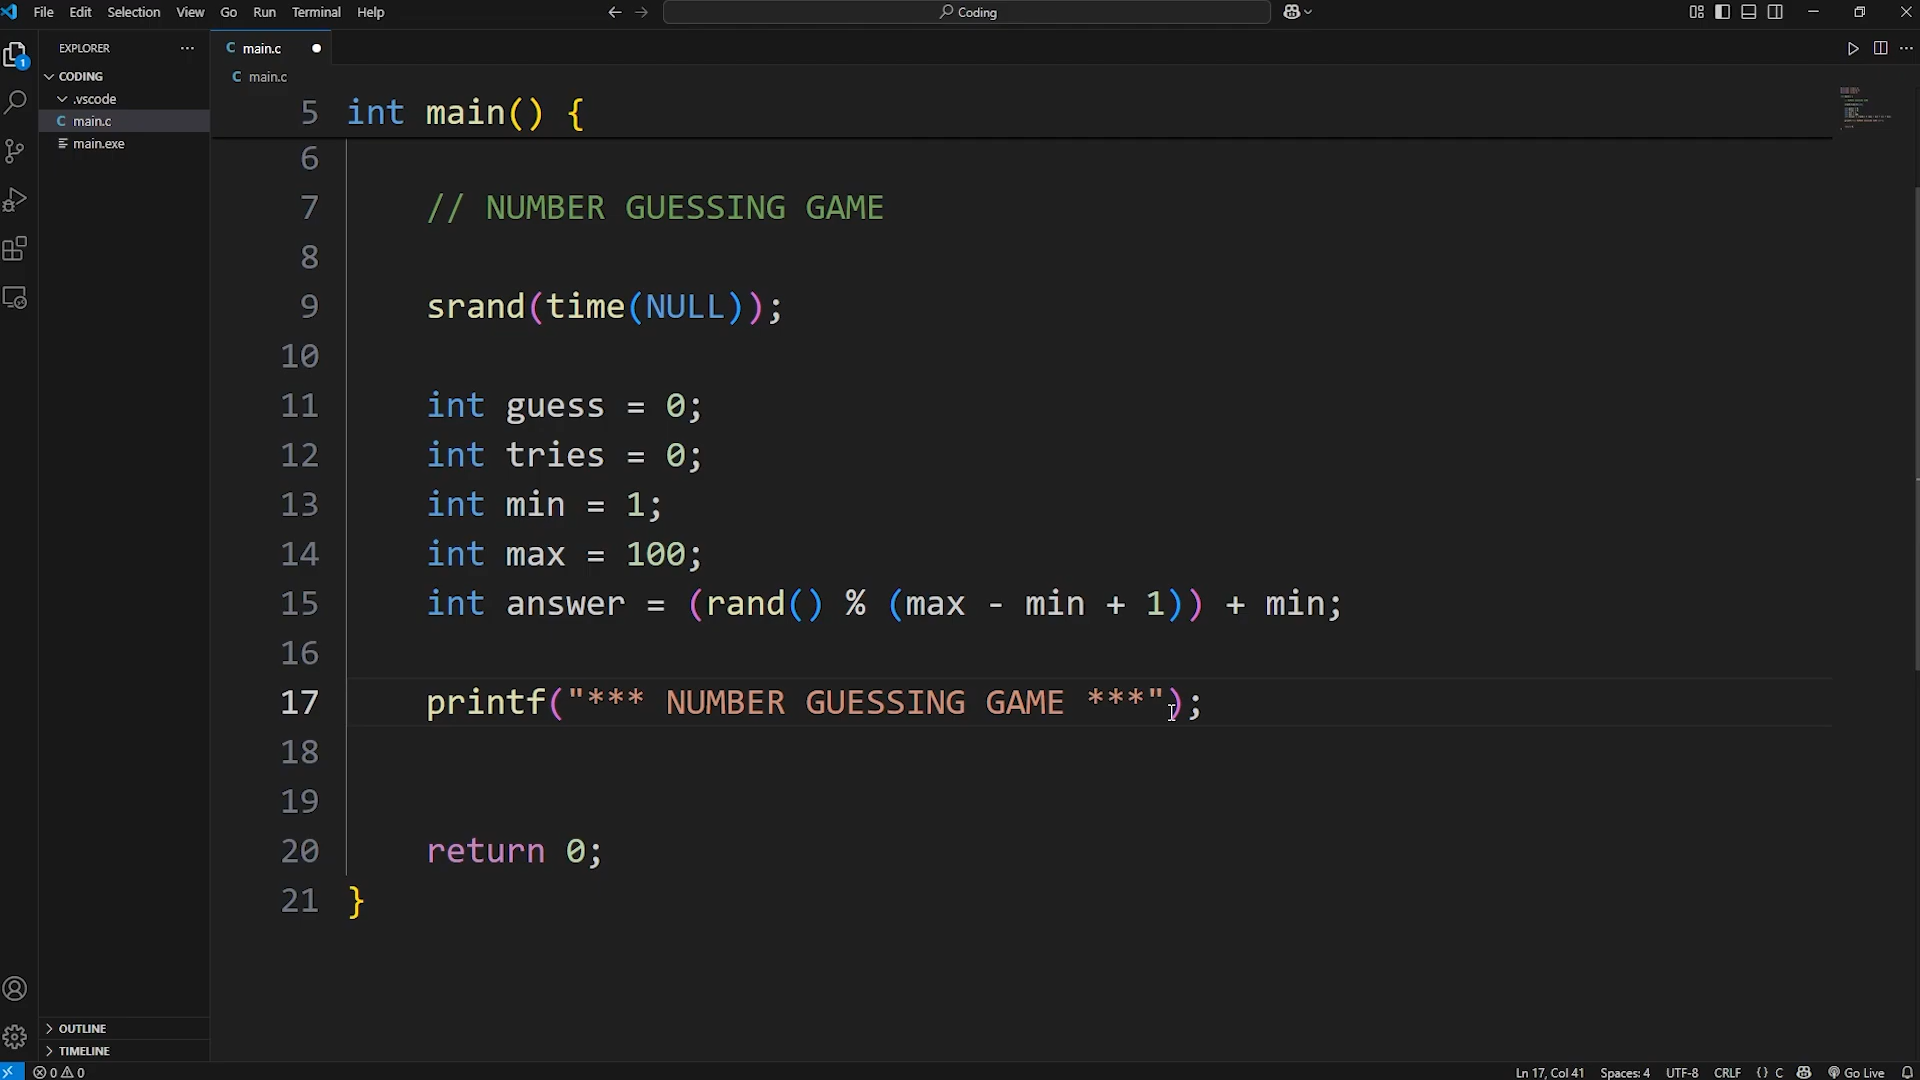 File Edit Selection View Go Run Terminal Help
Coding
EXPLORER
main.c
1
CODING
main.c
.vscode
main.c
main.exe
5 int main() {
6
7 // NUMBER GUESSING GAME
8
9 srand(time(NULL));
10
11 int guess = 0;
12 int tries = 0;
13 int min = 1;
14 int max = 100;
15 int answer = (rand() % (max - min + 1)) + min;
16
17 printf("*** NUMBER GUESSING GAME ***");
18
19
20 return 0;
21 }
OUTLINE
TIMELINE
0 0
Ln 17, Col 41 Spaces: 4 UTF-8 CRLF {} C Go Live